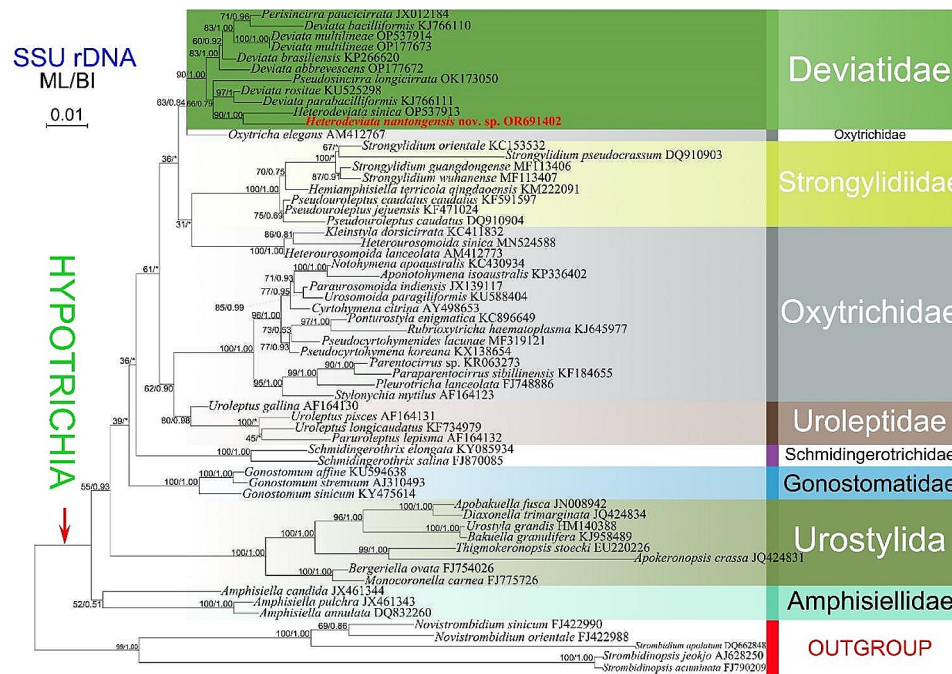 SSU rDNA
ML/BI
0.01
HYPOTRICHIA
71/0.96 Perisincirra paucicirrata JX012184
83/1.00 Deviata bacilliformis KJ766110
60/0.92 100/1.00 Deviata multilineae OP537914
Deviata multilineae OP177673
83/1.00 Deviata brasiliensis KP266620
Deviata abbrevescens OP177672
90/1.00 Pseudosincirra longicirrata OK173050
97/1 Deviata rositae KU525298
63/0.84 66/0.79 Deviata parabacilliformis KJ766111
90/1.00 Heterodeviata sinica OP537913
Heterodeviata nantongensis nov. sp. OR691402
Deviatidae
Oxytricha elegans AM412767
Oxytrichidae
36/*
67/* Strongylidium orientale KC153532
100/* Strongylidium pseudocrassum DQ910903
70/0.75 Strongylidium guangdongense MF113406
87/0.91 Strongylidium wuhanense MF113407
100/1.00 Hemiamphisiella terricola qingdaoensis KM222091
Pseudouroleptus caudatus caudatus KF591597
Pseudouroleptus jejuensis KF471024
75/0.69 Pseudouroleptus caudatus DQ910904
Strongylidiidae
31/*
Kleinstyla dorsicirrata KC411832
86/0.81 Heterourosomoida sinica MN524588
100/1.00 Heterourosomoida lanceolata AM412773
Notohymena apoaustralis KC430934
61/* 100/1.00 Aponotohymena isoaustralis KP336402
71/0.93 Paraurosomoida indiensis JX139117
77/0.95 Urosomoida paragiliformis KU588404
85/0.99 Cyrtohymena citrina AY498653
96/1.00 Ponturostyla enigmatica KC896649
97/1.00 Rubrioxytricha haematoplasma KJ645977
73/0.53 Pseudocyrtohymenides lacunae MF319121
100/1.00 77/0.93 Pseudocyrtohymena koreana KX138654
Parentocirrus sp. KR063273
90/1.00 Paraparentocirrus sibillinensis KF184655
99/1.00 Pleurotricha lanceolata FJ748886
95/1.00 Stylonychia mytilus AF164123
Oxytrichidae
36/*
62/0.90
Uroleptus gallina AF164130
Uroleptus pisces AF164131
80/0.98 100/* Uroleptus longicaudatus KF734979
45/* Paruroleptus lepisma AF164132
Uroleptidae
39/*
Schmidingerothrix elongata KY085934
100/1.00 Schmidingerothrix salina FJ870085
Schmidingerotrichidae
Gonostomum affine KU594638
100/1.00 Gonostomum strenuum AJ310493
100/1.00 Gonostomum sinicum KY475614
Gonostomatidae
55/0.93
Apobakuella fusca JN008942
100/1.00 Diaxonella trimarginata JQ424834
96/1.00 Urostyla grandis HM140388
100/1.00 Bakuella granulifera KJ958489
100/1.00 Thigmokeronopsis stoecki EU220226
99/1.00 Apokeronopsis crassa JQ424831
100/1.00 Bergeriella ovata FJ754026
100/1.00 Monocoronella carnea FJ775726
Urostylida
Amphisiella candida JX461344
52/0.51 Amphisiella pulchra JX461343
100/1.00 Amphisiella annulata DQ832260
Amphisiellidae
Novistrombidium sinicum FJ422990
69/0.86 Novistrombidium orientale FJ422988
100/1.00 Strombidium apolatum DQ662848
99/1.00 Strombidinopsis jeokjo AJ628250
100/1.00 Strombidinopsis acuminata FJ790209
OUTGROUP